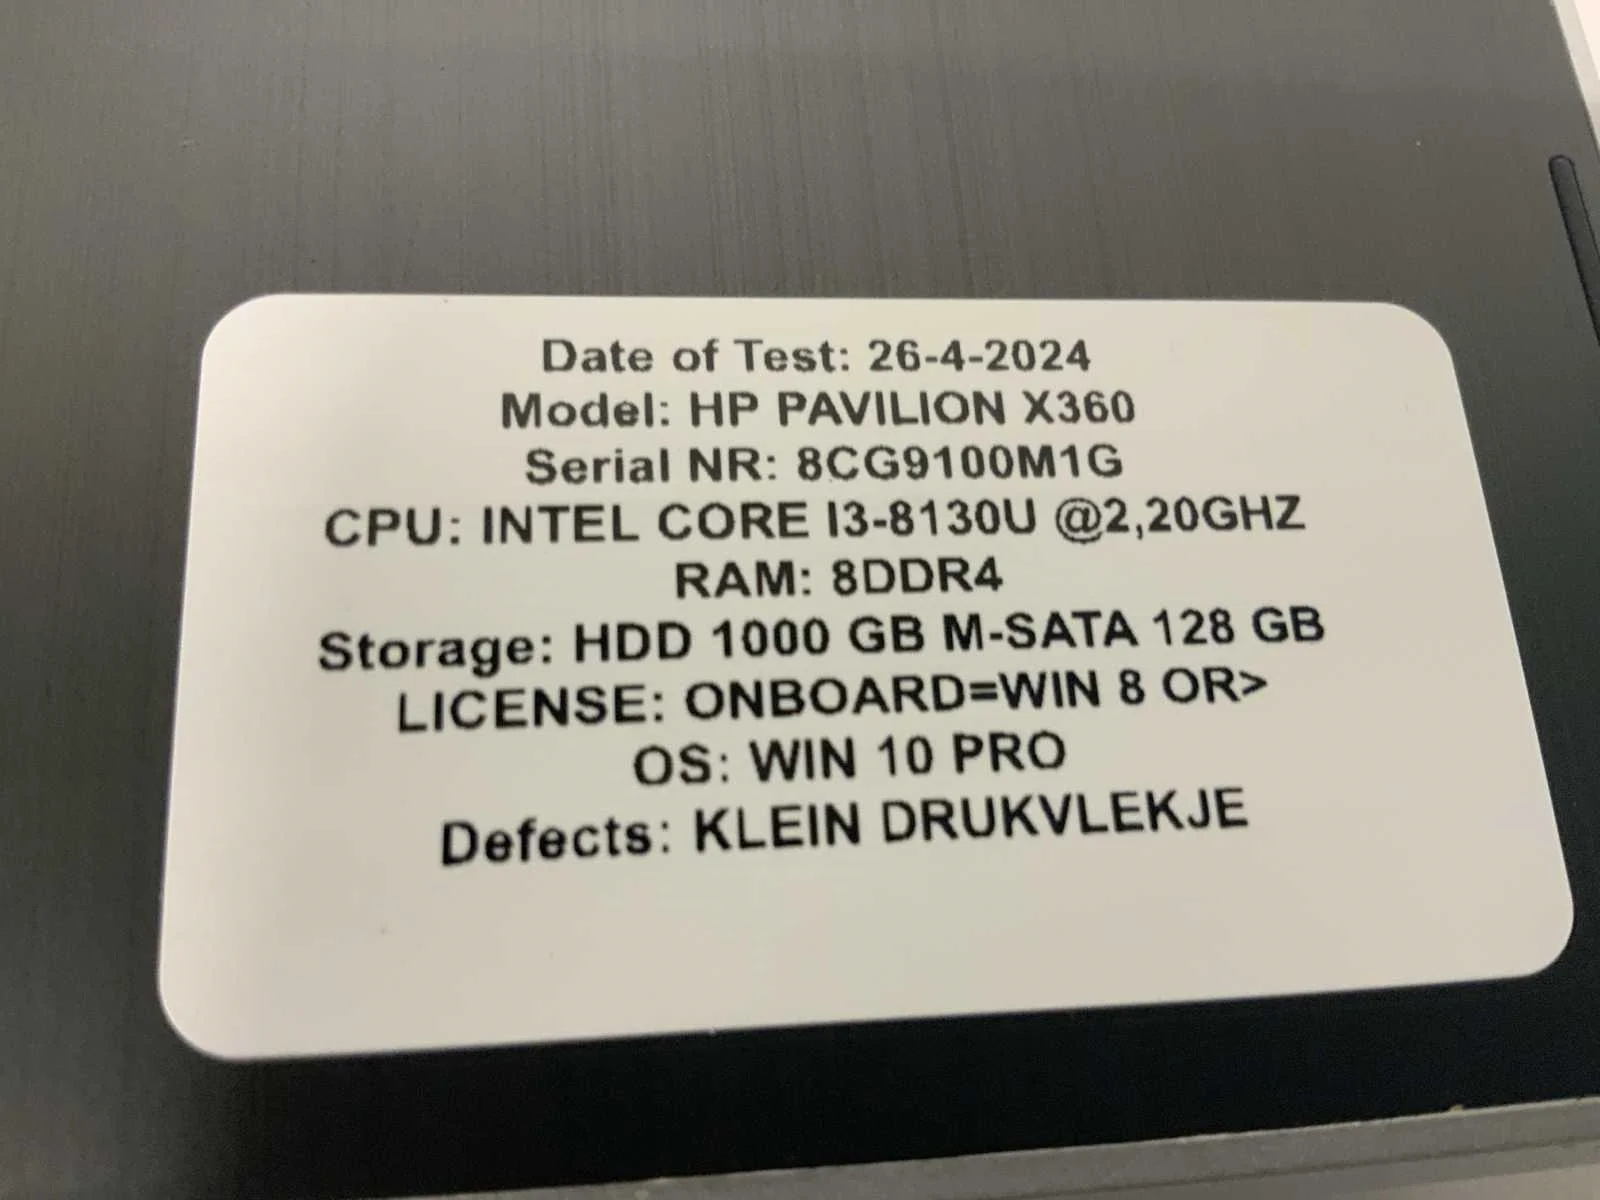 Date of Test: 26-4-2024
Model: HP PAVILION X360
Serial NR: 8CG9100M1G
CPU: INTEL CORE I3-8130U @2,20GHZ
RAM: 8DDR4
Storage: HDD 1000 GB M-SATA 128 GB
LICENSE: ONBOARD=WIN 8 OR>
OS: WIN 10 PRO
Defects: KLEIN DRUKVLEKJE